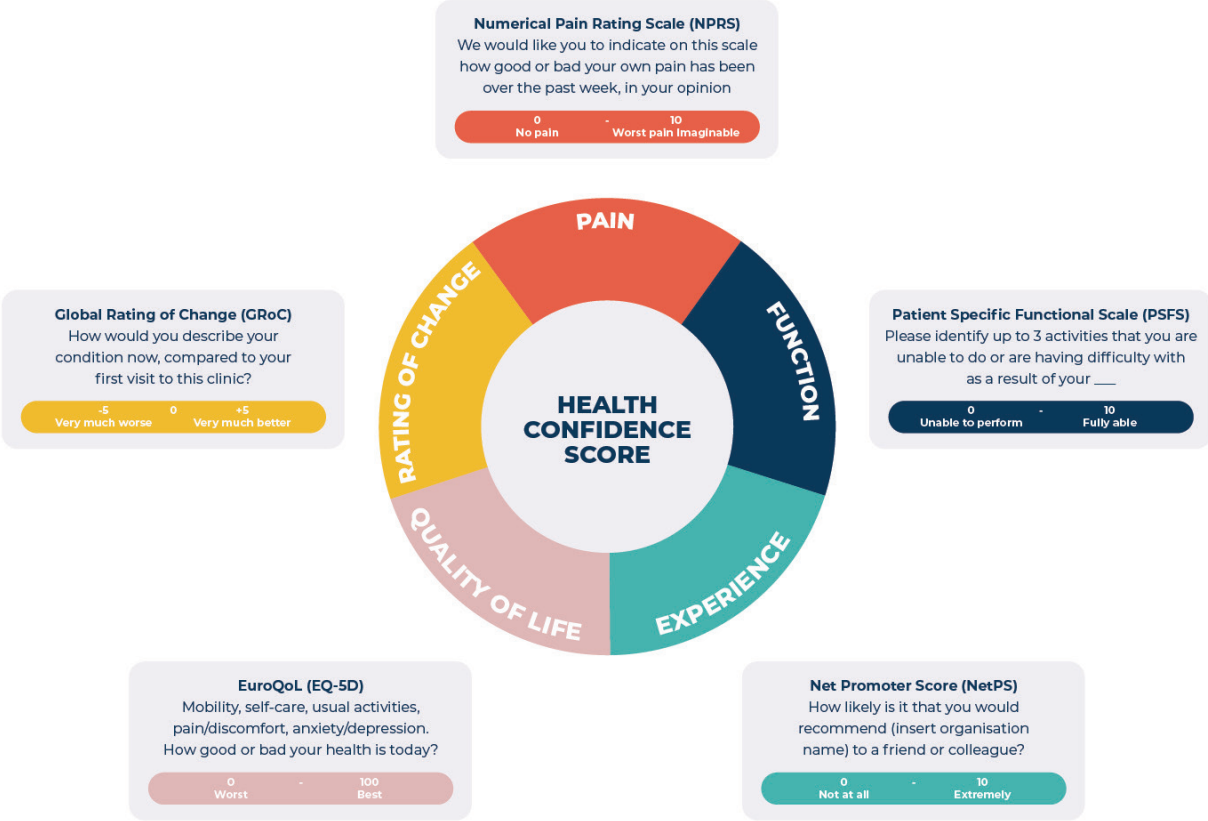 Numerical Pain Rating Scale (NPRS)
We would like you to indicate on this scale
how good or bad your own pain has been
over the past week, in your opinion
0 - 10
No pain Worst pain Imaginable
PAIN
FUNCTION
EXPERIENCE
QUALITY OF LIFE
RATING OF CHANGE
HEALTH
CONFIDENCE
SCORE
Global Rating of Change (GRoC)
How would you describe your
condition now, compared to your
first visit to this clinic?
-5 0 +5
Very much worse Very much better
Patient Specific Functional Scale (PSFS)
Please identify up to 3 activities that you are
unable to do or are having difficulty with
as a result of your ___
0 - 10
Unable to perform Fully able
EuroQoL (EQ-5D)
Mobility, self-care, usual activities,
pain/discomfort, anxiety/depression.
How good or bad your health is today?
0 - 100
Worst Best
Net Promoter Score (NetPS)
How likely is it that you would
recommend (insert organisation
name) to a friend or colleague?
0 - 10
Not at all Extremely